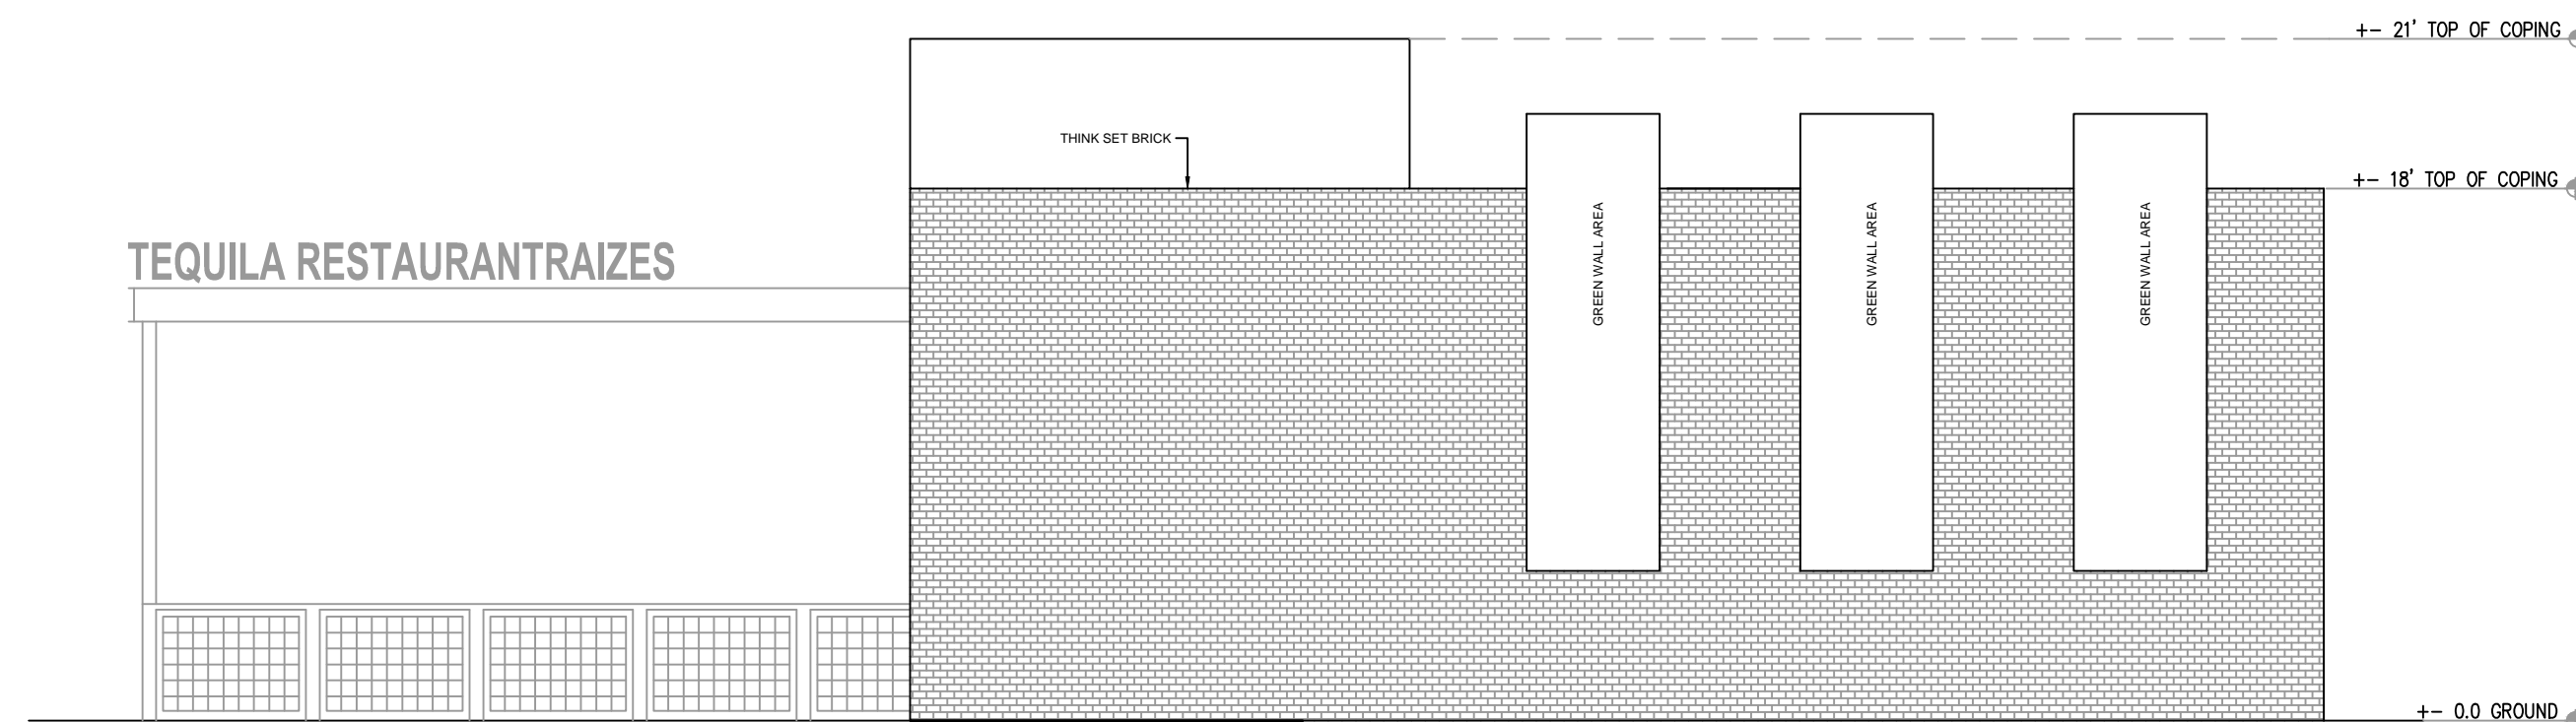 +- 21' TOP OF COPING
THINK SET BRICK
+- 18' TOP OF COPING
TEQUILA RESTAURANTRAIZES
GREEN WALL AREA
GREEN WALL AREA
GREEN WALL AREA
+- 0.0 GROUND